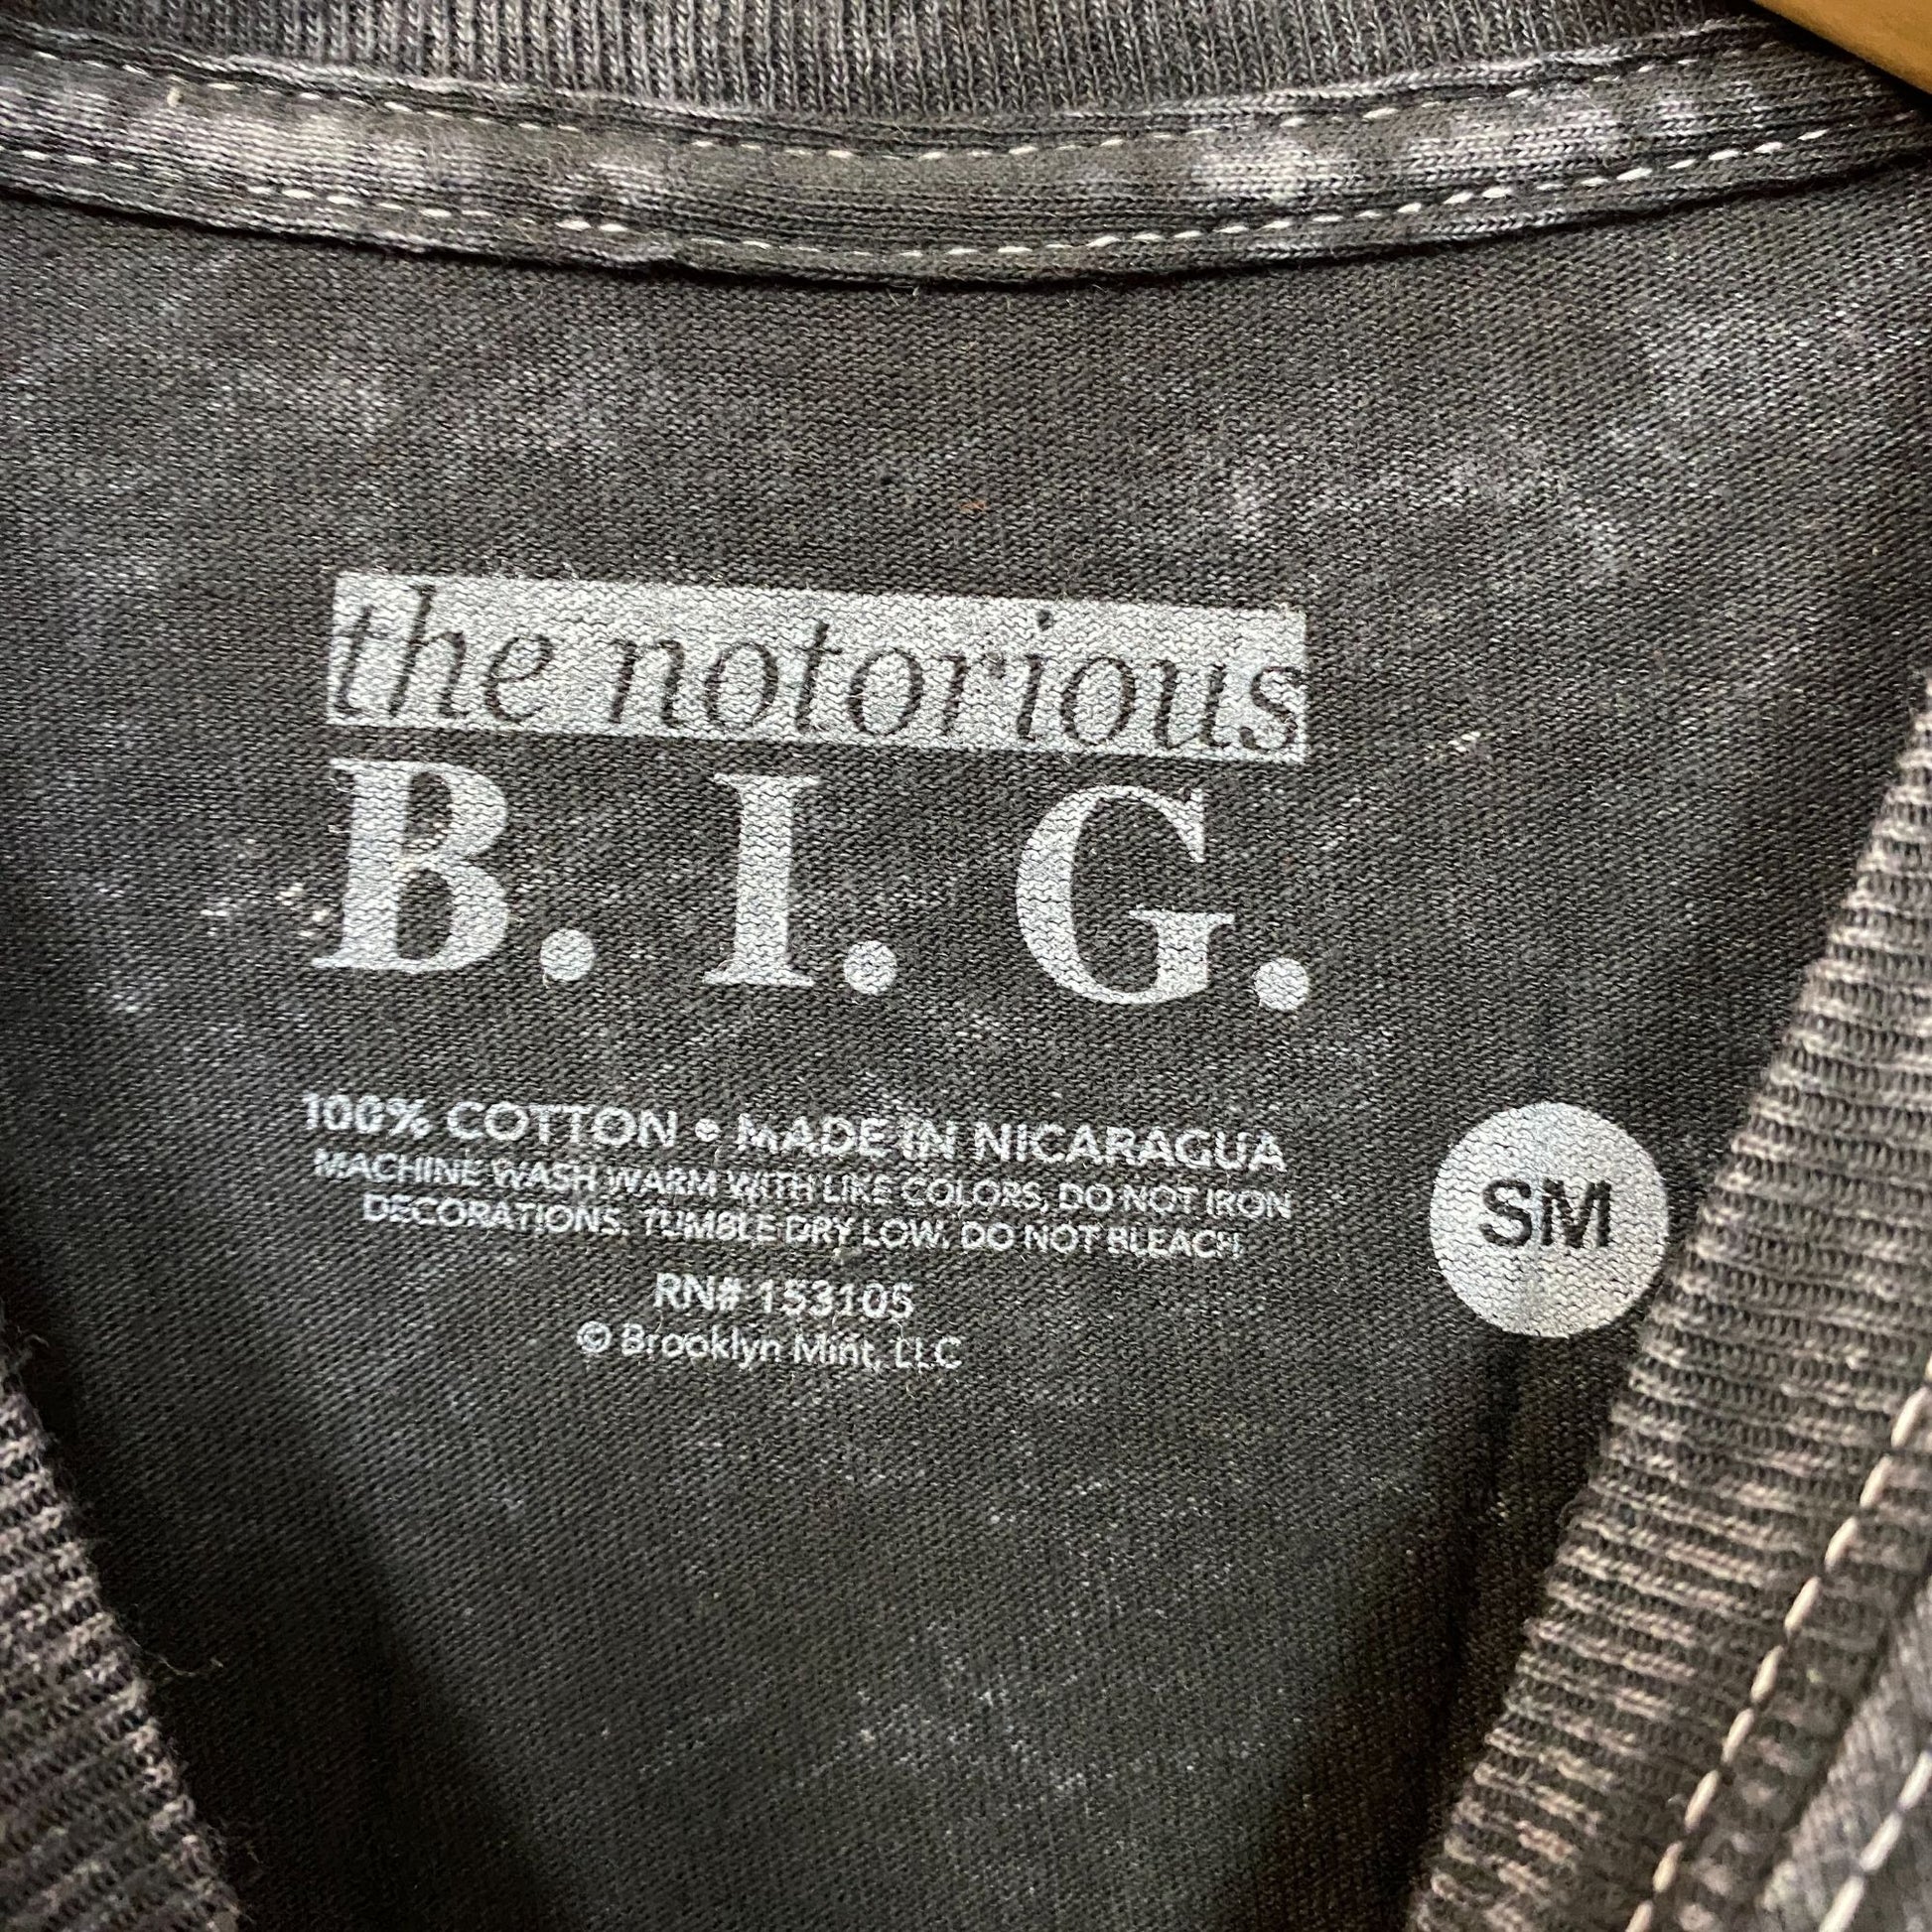 the notorious
B. I. G.
100% COTTON • MADE IN NICARAGUA
MACHINE WASH WARM WITH LIKE COLORS, DO NOT IRON
DECORATIONS. TUMBLE DRY LOW. DO NOT BLEACH.
SM
RN# 153105
© Brooklyn Mint, LLC